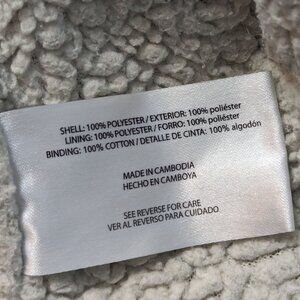 SHELL: 100% POLYESTER / EXTERIOR: 100% poliéster
LINING: 100% POLYESTER / FORRO: 100% poliéster
BINDING: 100% COTTON / DETALLE DE CINTA: 100% algodón
MADE IN CAMBODIA
HECHO EN CAMBOYA
SEE REVERSE FOR CARE
VER AL REVERSO PARA CUIDADO